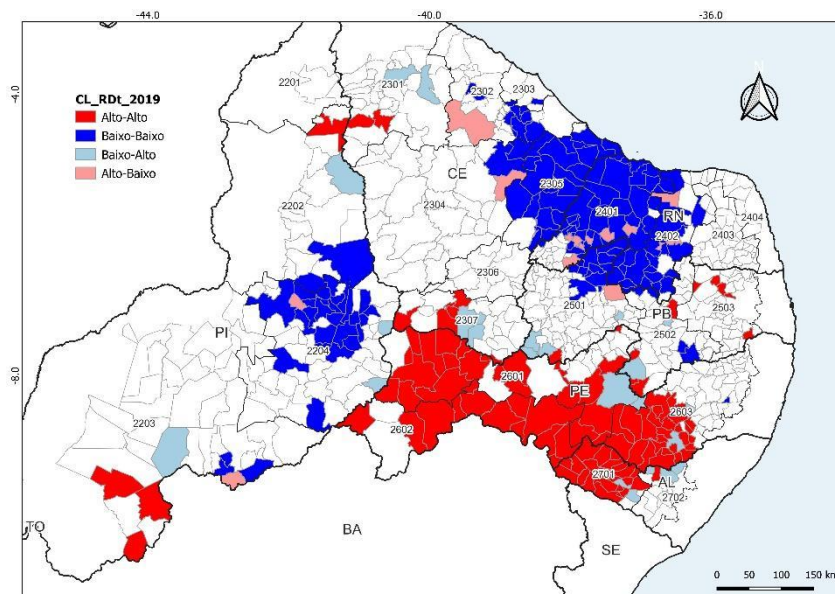 -44.0 -40.0 -36.0
-4.0
-8.0
CL_RDt_2019
Alto-Alto
Baixo-Baixo
Baixo-Alto
Alto-Baixo
N
2201 2301 2302 2303
CE
2202 2304 2305 2401 RN 2402 2403 2404
2306
2307 2501 PB 2502 2503
PI
2204
2601 PE
2203 2602 2603
2701 AL
2702
TO BA SE
0 50 100 150 km